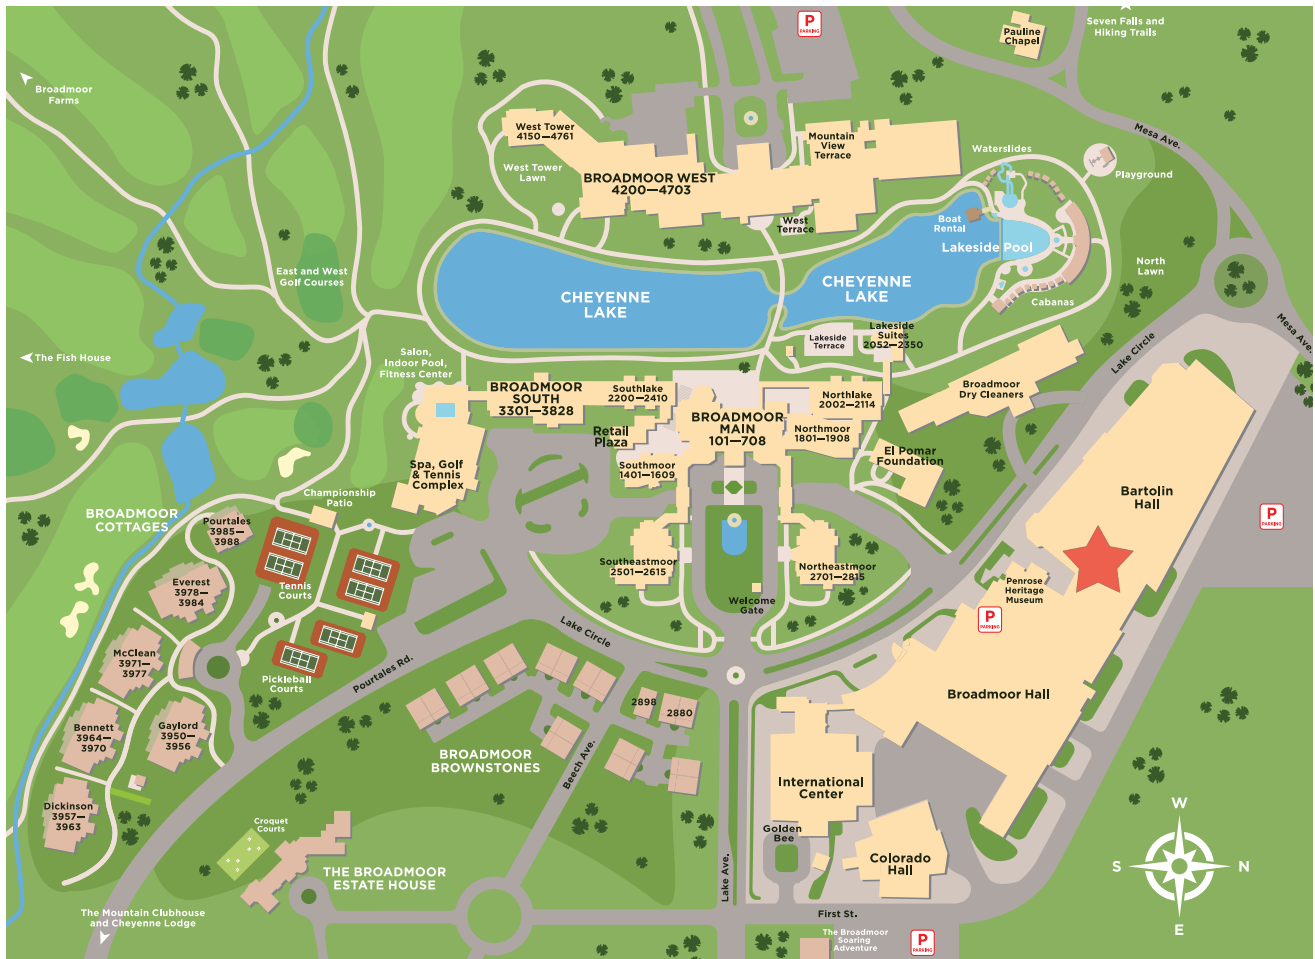 P
PARKING
Seven Falls and
Hiking Trails
Pauline
Chapel
Broadmoor
Farms
West Tower
4150—4761
Mountain
View
Terrace
Mesa Ave.
Waterslides
Playground
West Tower
Lawn
BROADMOOR WEST
4200—4703
West
Terrace
Boat
Rental
Lakeside Pool
North
Lawn
East and West
Golf Courses
CHEYENNE
LAKE
CHEYENNE
LAKE
Cabanas
Mesa Ave.
The Fish House
Salon,
Indoor Pool,
Fitness Center
Lakeside
Terrace
Lakeside
Suites
2052—2350
Lake Circle
BROADMOOR
SOUTH
3301—3828
Southlake
2200—2410
Northlake
2002—2114
Broadmoor
Dry Cleaners
Retail
Plaza
BROADMOOR
MAIN
101—708
Northmoor
1801—1908
El Pomar
Foundation
Spa, Golf
& Tennis
Complex
Southmoor
1401—1609
Bartolin
Hall
P
PARKING
Championship
Patio
BROADMOOR
COTTAGES
Pourtales
3985—
3988
Tennis
Courts
Southeastmoor
2501—2615
Northeastmoor
2701—2815
Everest
3978—
3984
Welcome
Gate
Penrose
Heritage
Museum
P
PARKING
Lake Circle
McClean
3971—
3977
Pickleball
Courts
Pourtales Rd.
Broadmoor Hall
2898
2880
Bennett
3964—
3970
Gaylord
3950—
3956
BROADMOOR
BROWNSTONES
Beech Ave.
International
Center
Dickinson
3957—
3963
Croquet
Courts
Golden
Bee
Colorado
Hall
THE BROADMOOR
ESTATE HOUSE
Lake Ave.
W
S
N
E
The Mountain Clubhouse
and Cheyenne Lodge
First St.
The Broadmoor
Soaring
Adventure
P
PARKING